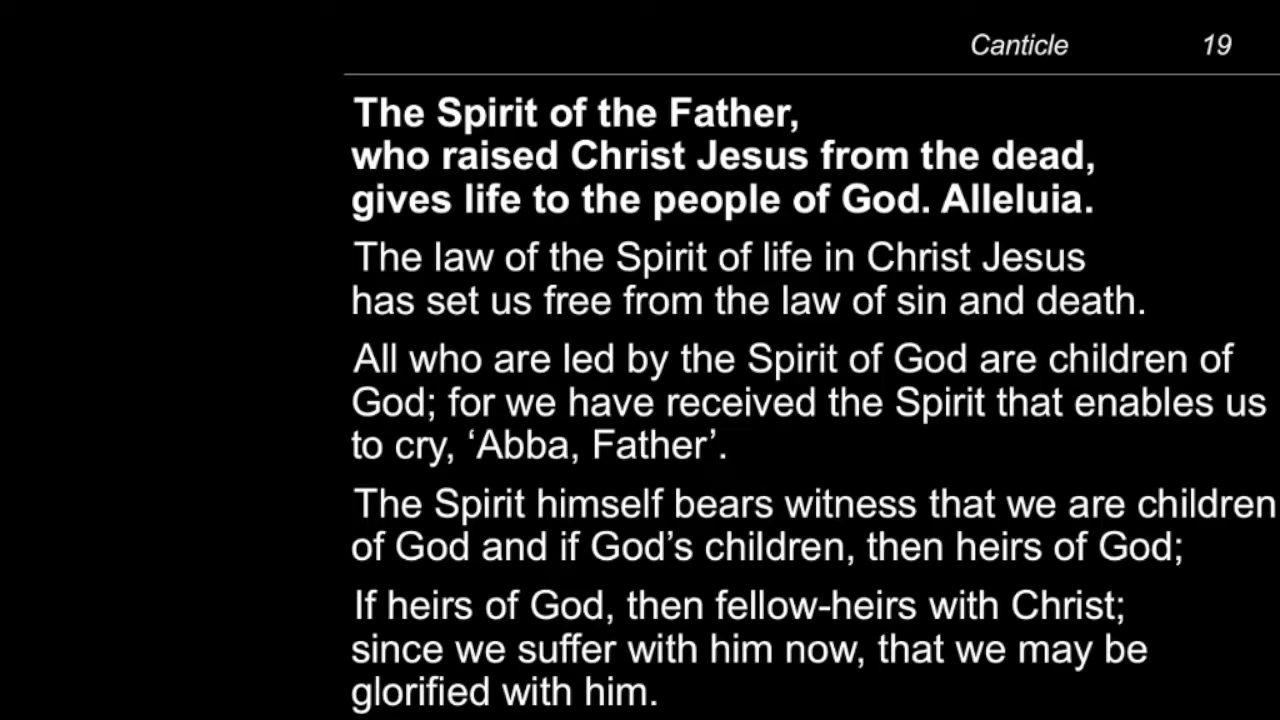 Canticle 19
The Spirit of the Father,
who raised Christ Jesus from the dead,
gives life to the people of God. Alleluia.
The law of the Spirit of life in Christ Jesus
has set us free from the law of sin and death.
All who are led by the Spirit of God are children of
God; for we have received the Spirit that enables us
to cry, ‘Abba, Father’.
The Spirit himself bears witness that we are children
of God and if God’s children, then heirs of God;
If heirs of God, then fellow-heirs with Christ;
since we suffer with him now, that we may be
glorified with him.